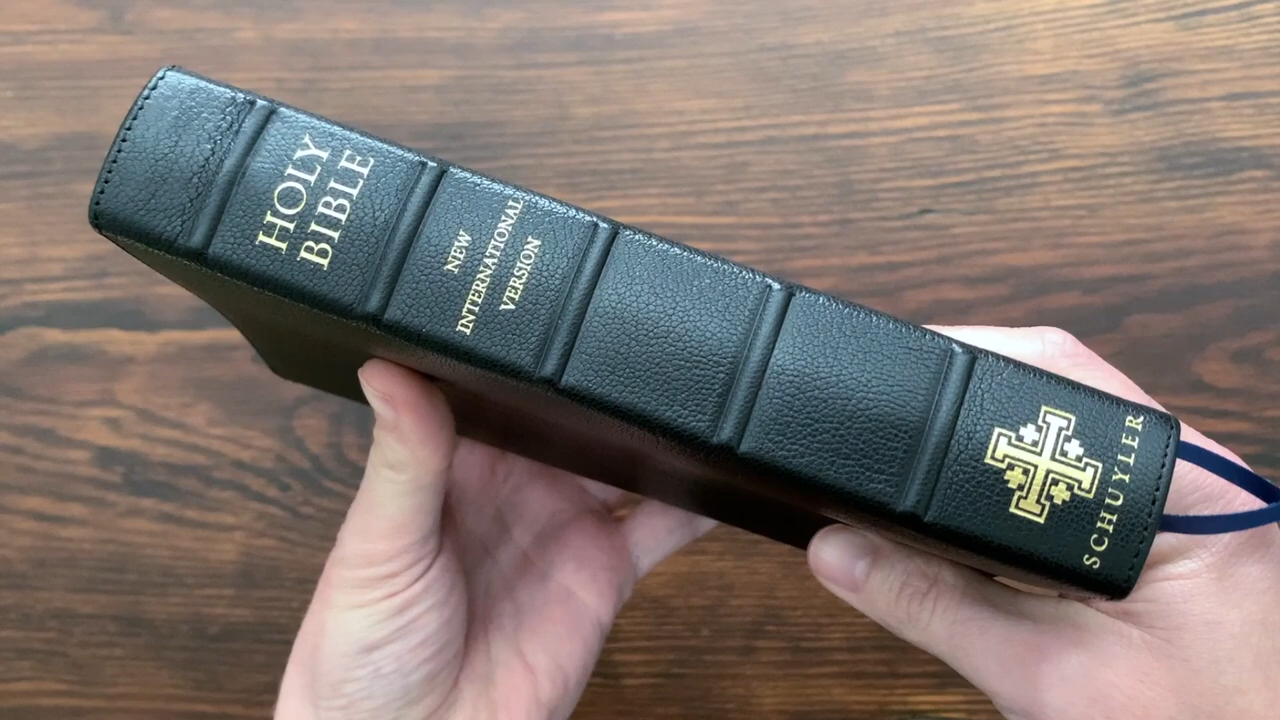 HOLY
BIBLE
NEW
INTERNATIONAL
VERSION
SCHUYLER